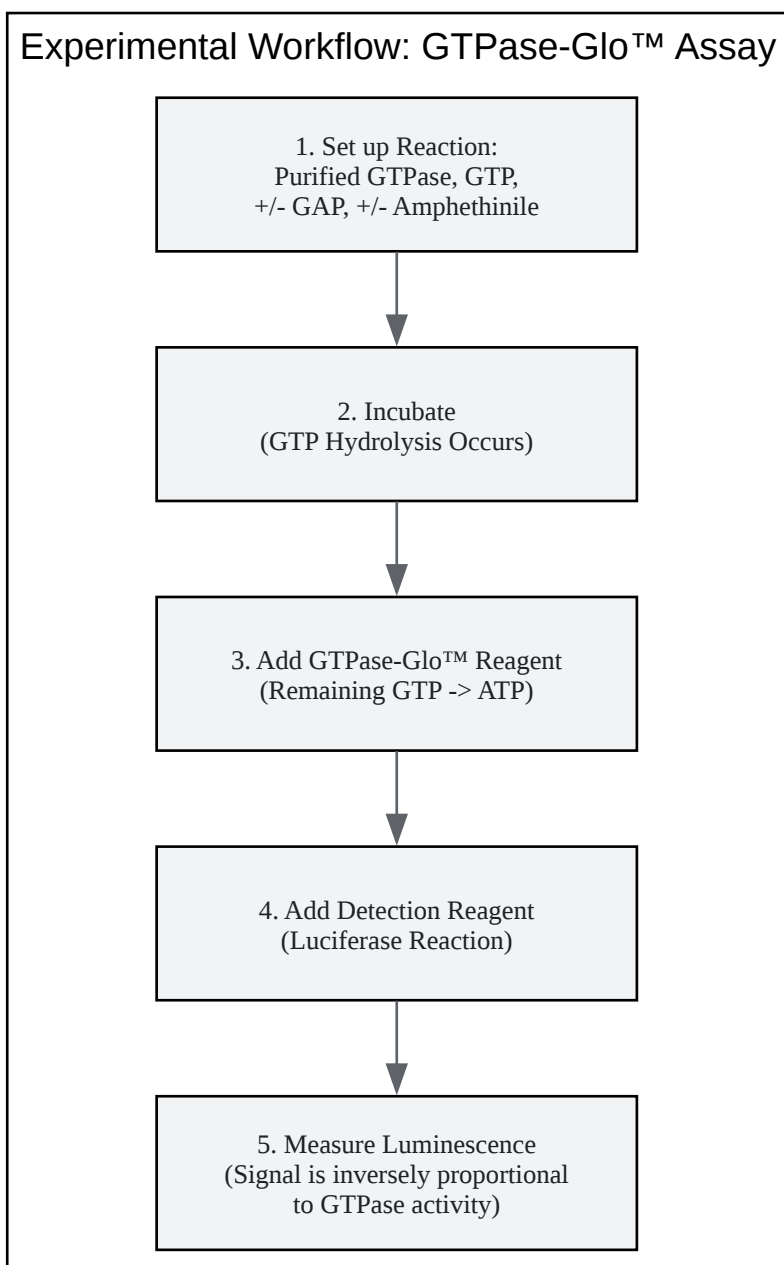 Experimental Workflow: GTPase-Glo™ Assay
1. Set up Reaction:
Purified GTPase, GTP,
+/- GAP, +/- Amphethinile
2. Incubate
(GTP Hydrolysis Occurs)
3. Add GTPase-Glo™ Reagent
(Remaining GTP -> ATP)
4. Add Detection Reagent
(Luciferase Reaction)
5. Measure Luminescence
(Signal is inversely proportional
to GTPase activity)